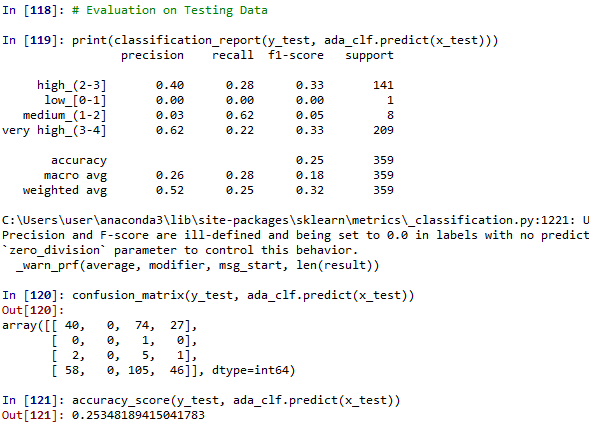 In [118]: # Evaluation on Testing Data
In [119]: print(classification_report(y_test, ada_clf.predict(x_test)))
precision recall f1-score support
high_(2-3] 0.40 0.28 0.33 141
low_[0-1] 0.00 0.00 0.00 1
medium_(1-2] 0.03 0.62 0.05 8
very high_(3-4] 0.62 0.22 0.33 209
accuracy 0.25 359
macro avg 0.26 0.28 0.18 359
weighted avg 0.52 0.25 0.32 359
C:\Users\user\anaconda3\lib\site-packages\sklearn\metrics\_classification.py:1221: U
Precision and F-score are ill-defined and being set to 0.0 in labels with no predict
`zero_division` parameter to control this behavior.
_warn_prf(average, modifier, msg_start, len(result))
In [120]: confusion_matrix(y_test, ada_clf.predict(x_test))
Out[120]:
array([[ 40, 0, 74, 27],
[ 0, 0, 1, 0],
[ 2, 0, 5, 1],
[ 58, 0, 105, 46]], dtype=int64)
In [121]: accuracy_score(y_test, ada_clf.predict(x_test))
Out[121]: 0.25348189415041783